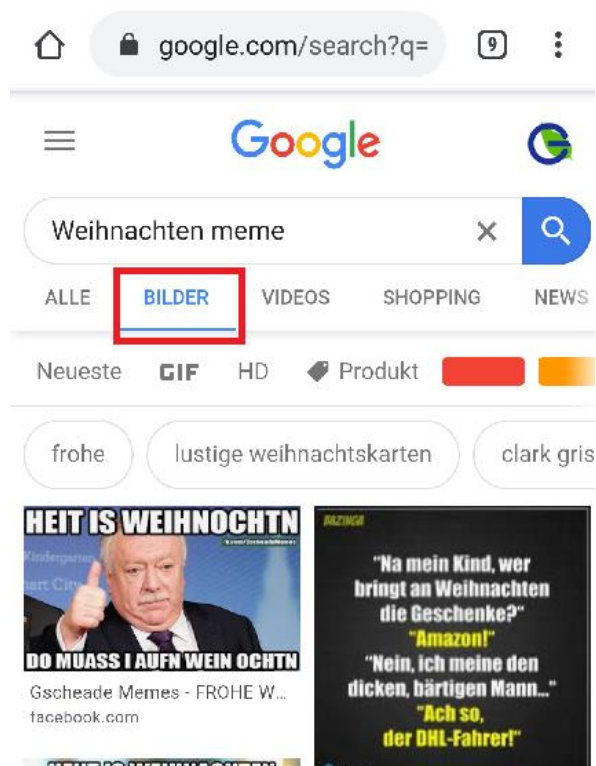 google.com/search?q=
9
Google
Weihnachten meme
ALLE BILDER VIDEOS SHOPPING NEWS
Neueste GIF HD Produkt
frohe lustige weihnachtskarten clark gris
HEIT IS WEIHNOCHTN
DO MUASS I AUFN WEIN OCHTN
Gscheade Memes - FROHE W...
facebook.com
BAZINGA
"Na mein Kind, wer
bringt an Weihnachten
die Geschenke?"
"Amazon!"
"Nein, ich meine den
dicken, bärtigen Mann..."
"Ach so,
der DHL-Fahrer!"